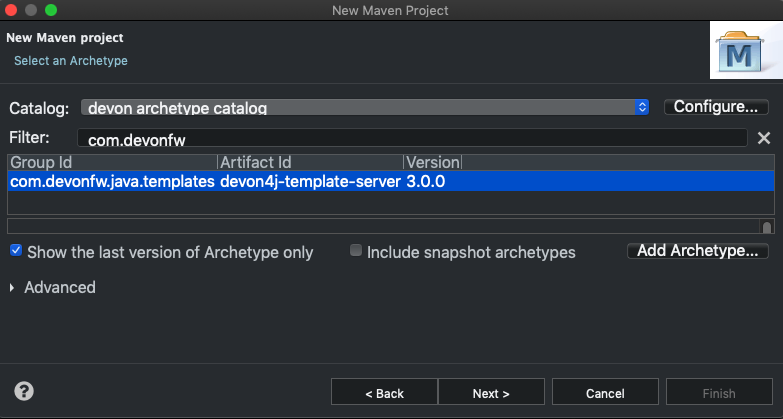 New Maven Project
New Maven project
Select an Archetype
M
Catalog: devon archetype catalog Configure...
Filter: com.devonfw
Group Id Artifact Id Version
com.devonfw.java.templates devon4j-template-server 3.0.0
Show the last version of Archetype only Include snapshot archetypes Add Archetype...
Advanced
? < Back Next > Cancel Finish